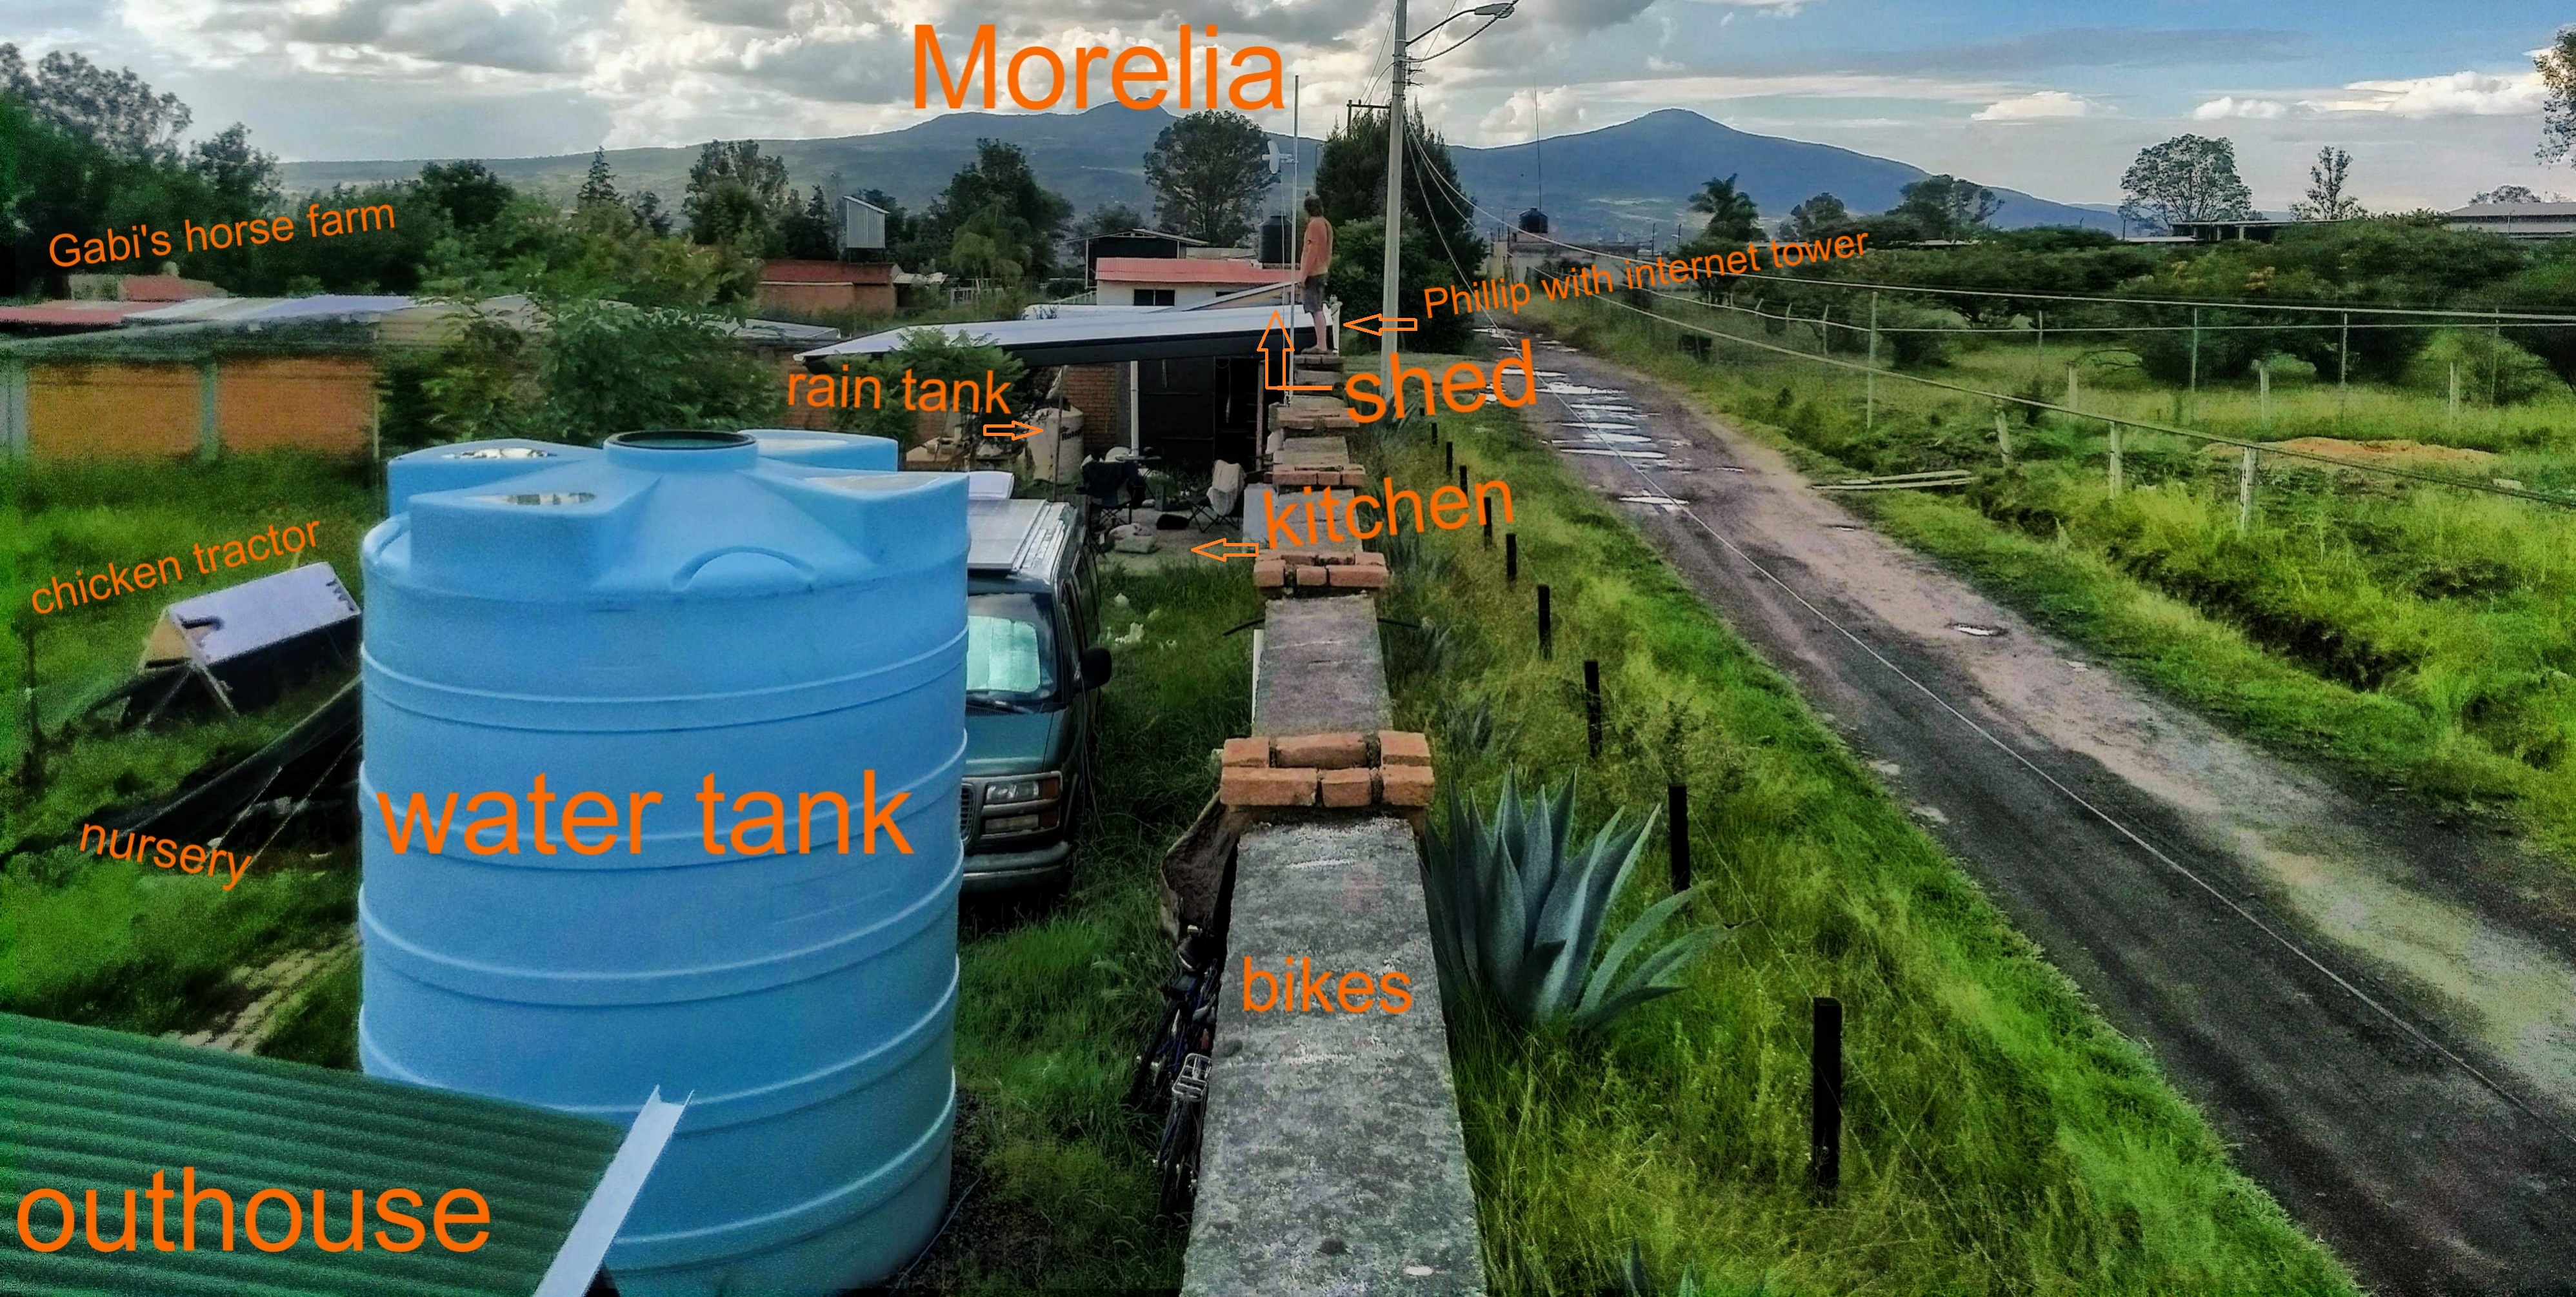 Morelia
Gabi's horse farm
Phillip with internet tower
shed
rain tank
kitchen
chicken tractor
water tank
nursery
bikes
outhouse